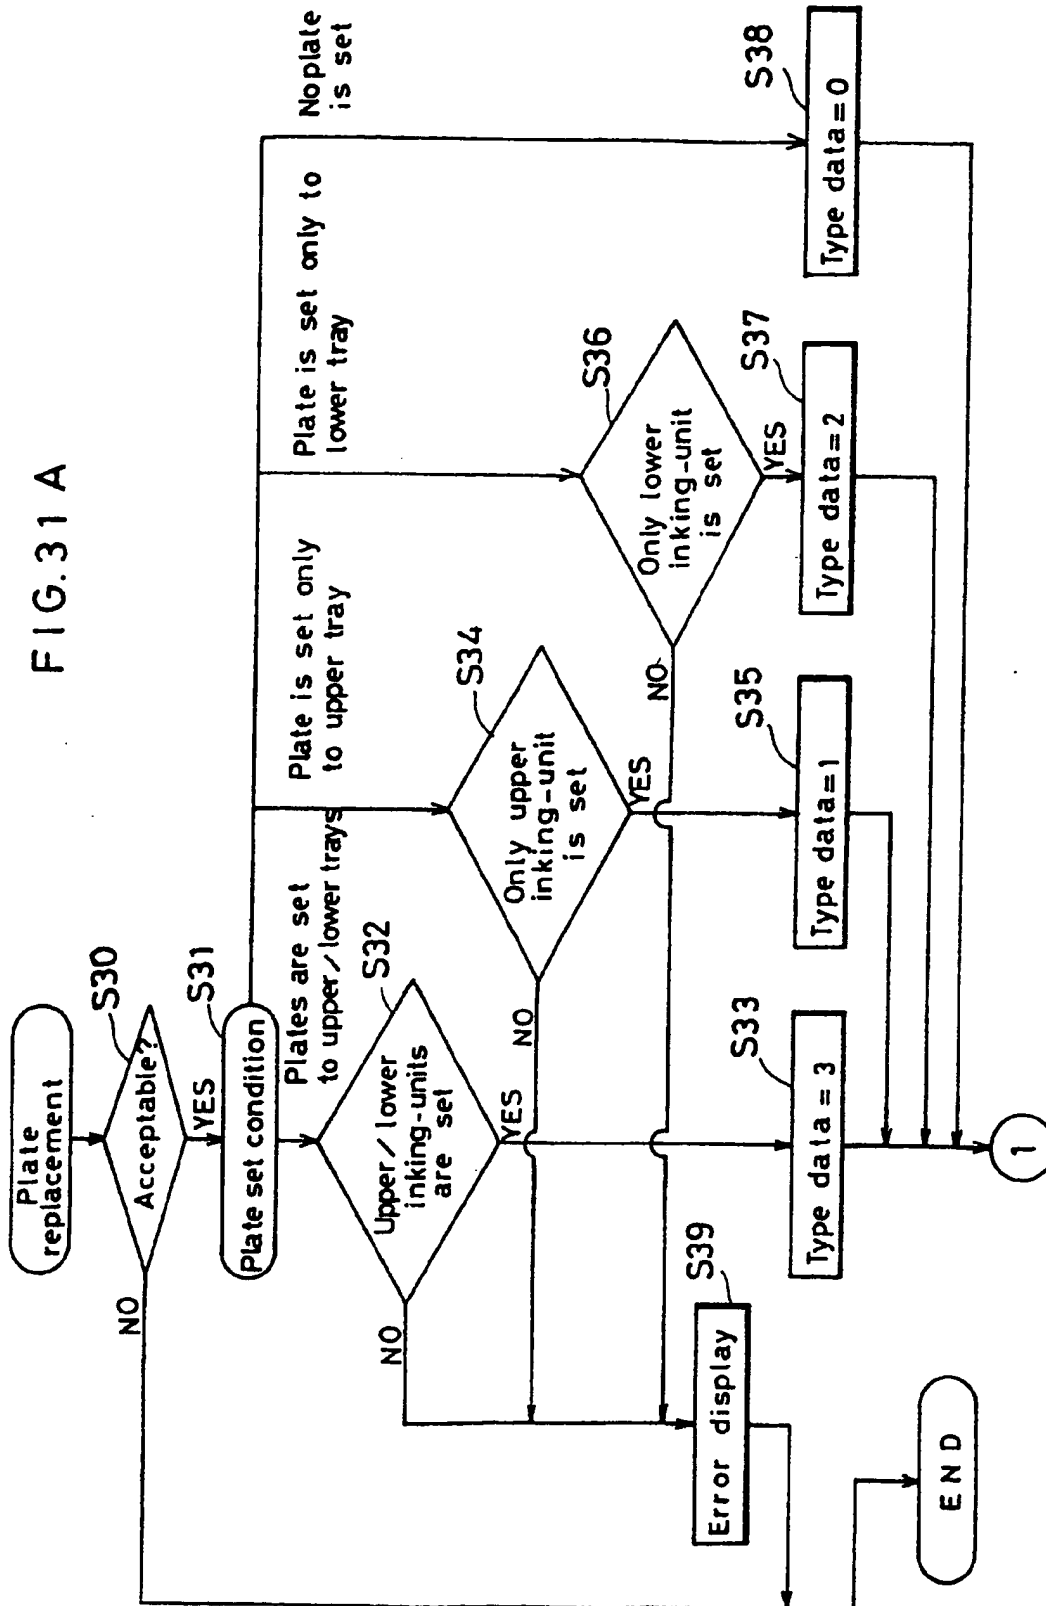 FIG.31 A
Plate
replacement
S30
Acceptable?
NO
YES
S31
Plate set condition
Plates are set
to upper/lower trays
Plate is set only
to upper tray
Plate is set only to
lower tray
Noplate
is set
S32
Upper/lower
inking-units
are set
NO
YES
S34
Only upper
inking-unit
is set
NO
YES
S36
Only lower
inking-unit
is set
NO
YES
S39
Error display
S33
Type data = 3
S35
Type data=1
S37
Type data=2
S38
Type data=0
END
1